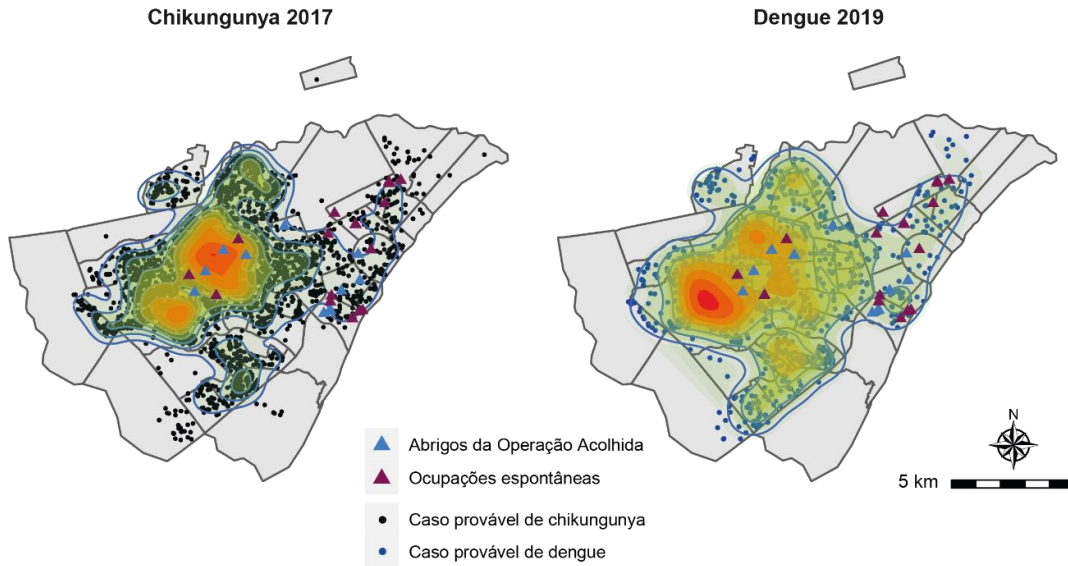 Chikungunya 2017
Dengue 2019
Abrigos da Operação Acolhida
Ocupações espontâneas
Caso provável de chikungunya
Caso provável de dengue
N
5 km